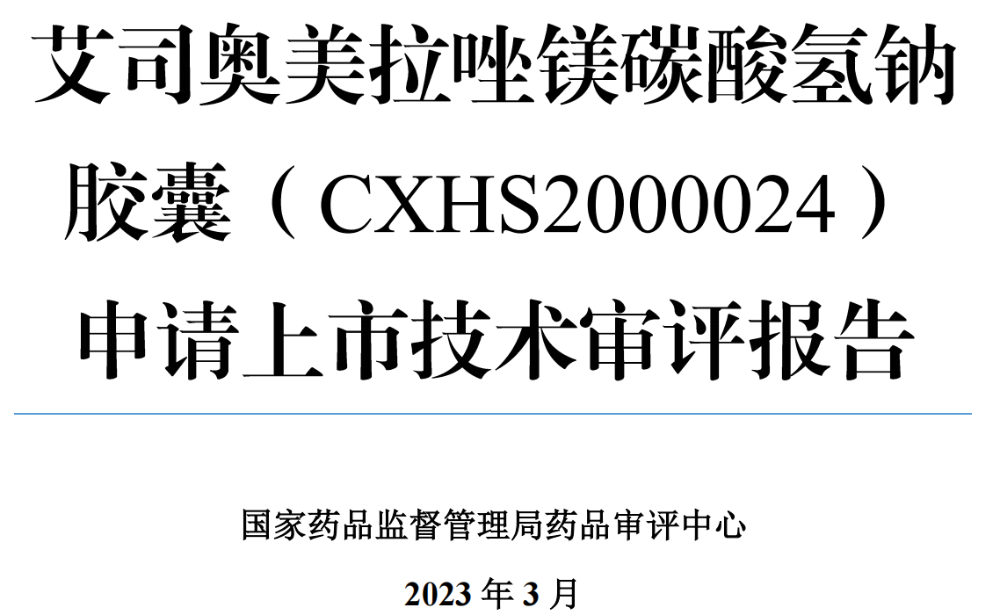 艾司奥美拉唑镁碳酸氢钠
胶囊（CXHS2000024）
申请上市技术审评报告
国家药品监督管理局药品审评中心
2023 年 3 月